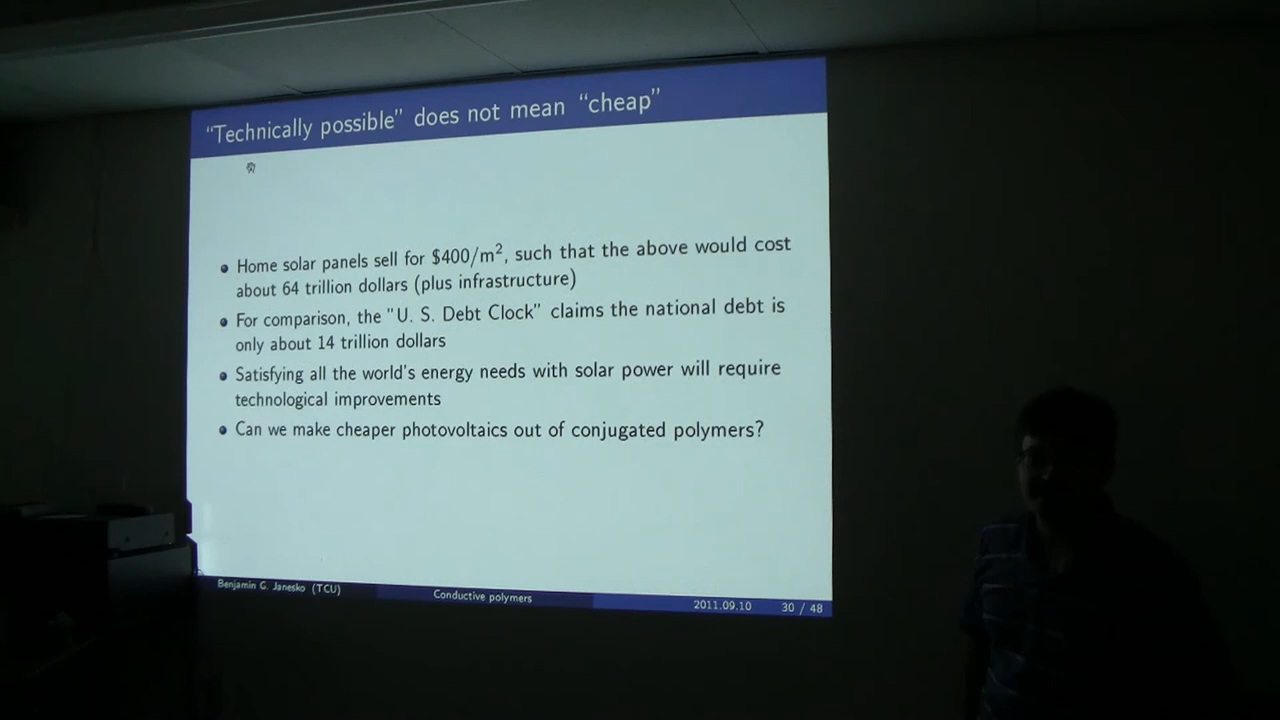 "Technically possible" does not mean "cheap"
Home solar panels sell for $400/m², such that the above would cost
about 64 trillion dollars (plus infrastructure)
For comparison, the "U. S. Debt Clock" claims the national debt is
only about 14 trillion dollars
Satisfying all the world's energy needs with solar power will require
technological improvements
Can we make cheaper photovoltaics out of conjugated polymers?
Benjamin G. Janesko (TCU)
Conductive polymers
2011.09.10
30 / 48